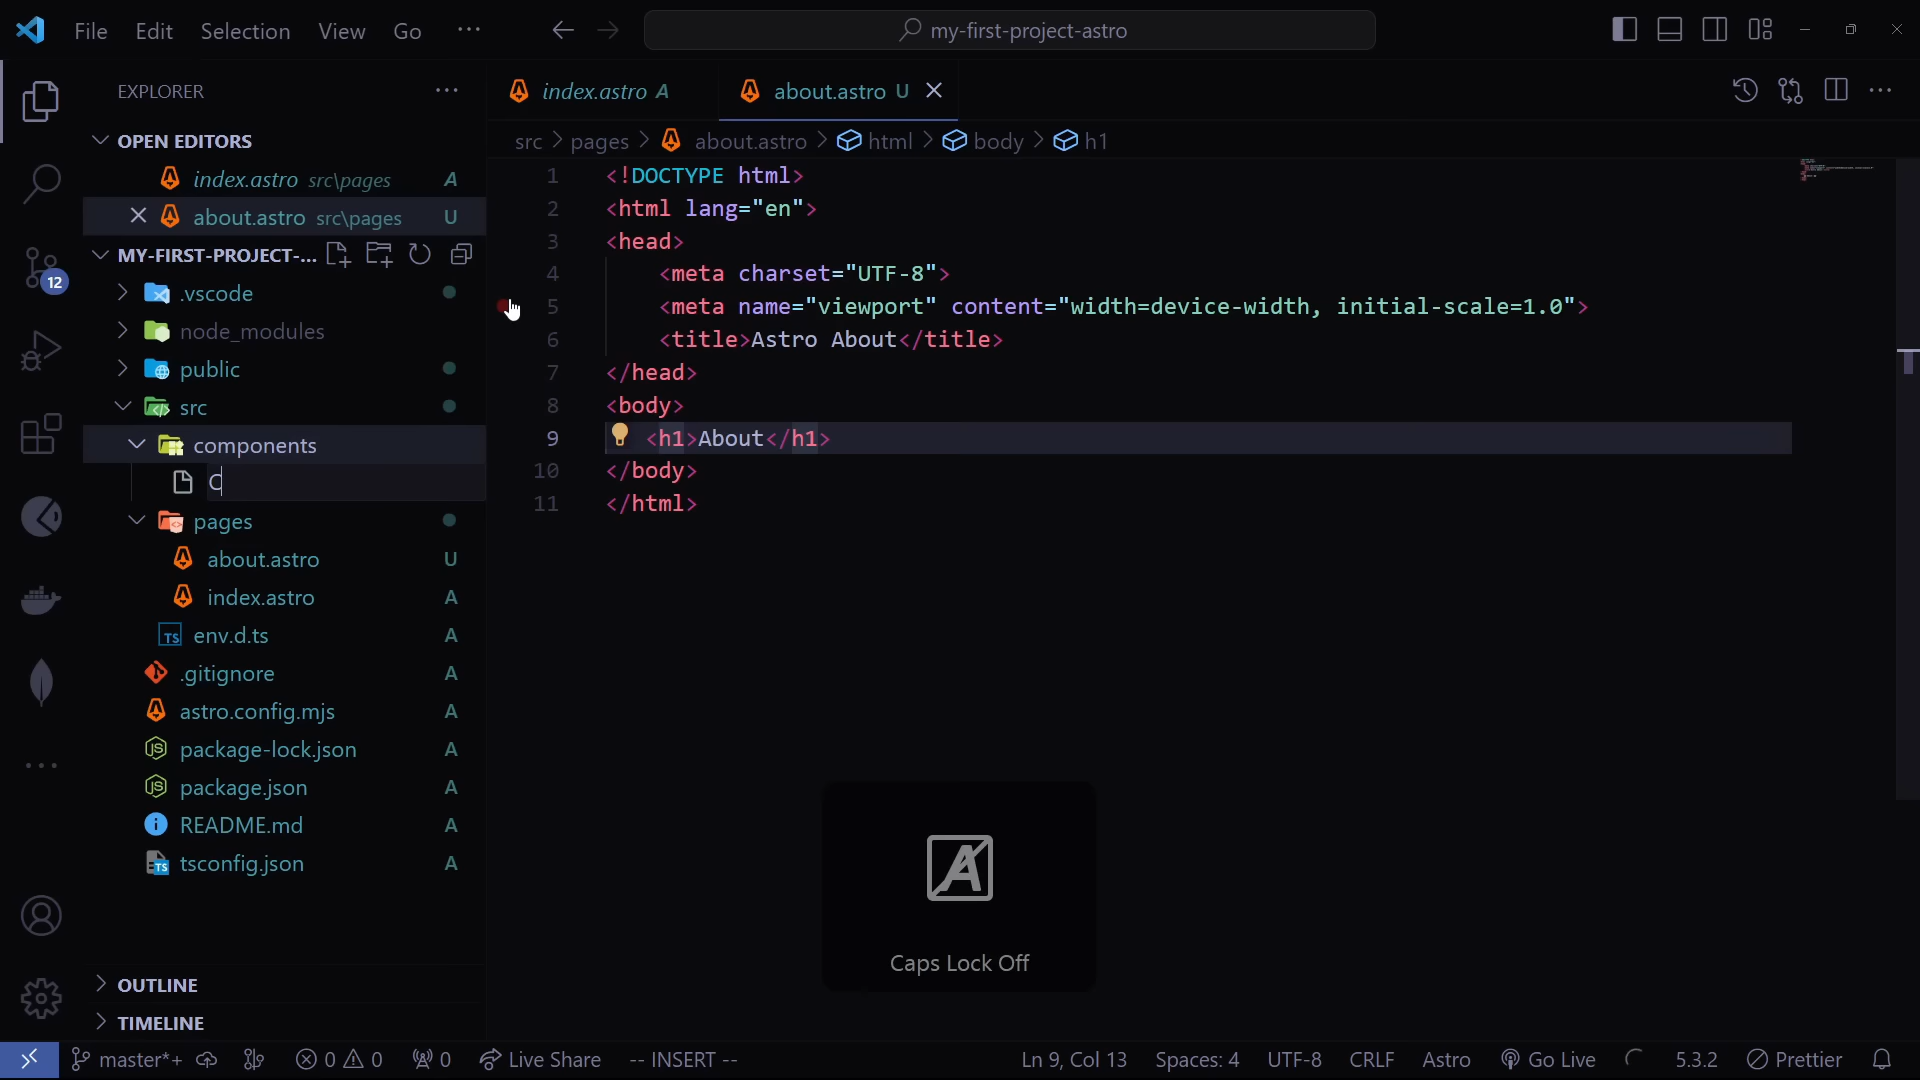 File Edit Selection View Go ··· my-first-project-astro
EXPLORER ···
index.astro A about.astro U
OPEN EDITORS
src > pages > about.astro > html > body > h1
index.astro src\pages A
about.astro src\pages U
MY-FIRST-PROJECT-...
.vscode
node_modules
public
src
components
C
pages
about.astro U
index.astro A
TS env.d.ts A
.gitignore A
astro.config.mjs A
JS package-lock.json A
JS package.json A
README.md A
TS tsconfig.json A
OUTLINE
TIMELINE
12
1 <!DOCTYPE html>
2 <html lang="en">
3 <head>
4 <meta charset="UTF-8">
5 <meta name="viewport" content="width=device-width, initial-scale=1.0">
6 <title>Astro About</title>
7 </head>
8 <body>
9 <h1>About</h1>
10 </body>
11 </html>
A
Caps Lock Off
master*+ 0 0 0 Live Share -- INSERT -- Ln 9, Col 13 Spaces: 4 UTF-8 CRLF Astro Go Live 5.3.2 Prettier